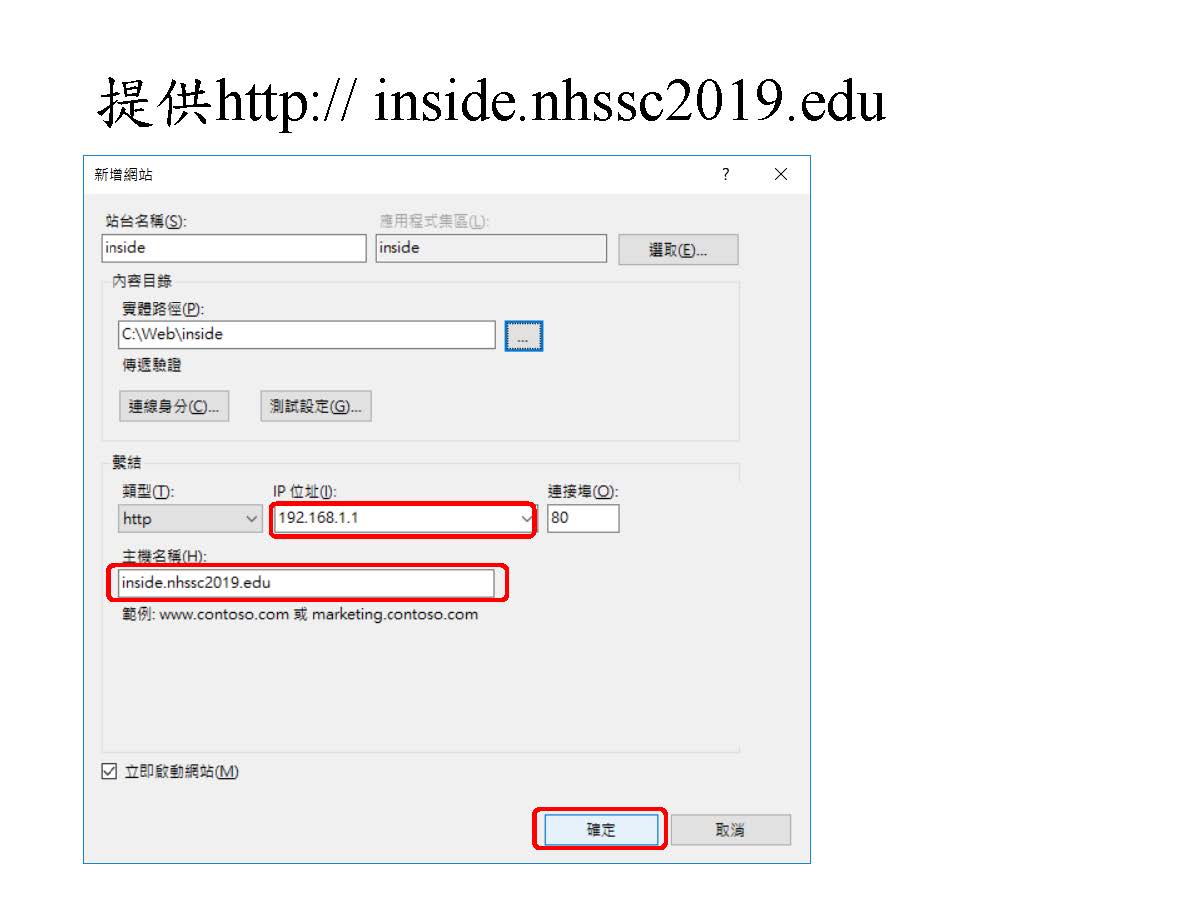 提供http:// inside.nhssc2019.edu
新增網站 ?
站台名稱(S): 應用程式集區(L):
inside inside 選取(E)...
內容目錄
實體路徑(P):
C:\Web\inside ...
傳遞驗證
連線身分(C)... 測試設定(G)...
繫結
類型(T): IP 位址(I): 連接埠(O):
http 192.168.1.1 80
主機名稱(H):
inside.nhssc2019.edu
範例: www.contoso.com 或 marketing.contoso.com
立即啟動網站(M)
確定 取消